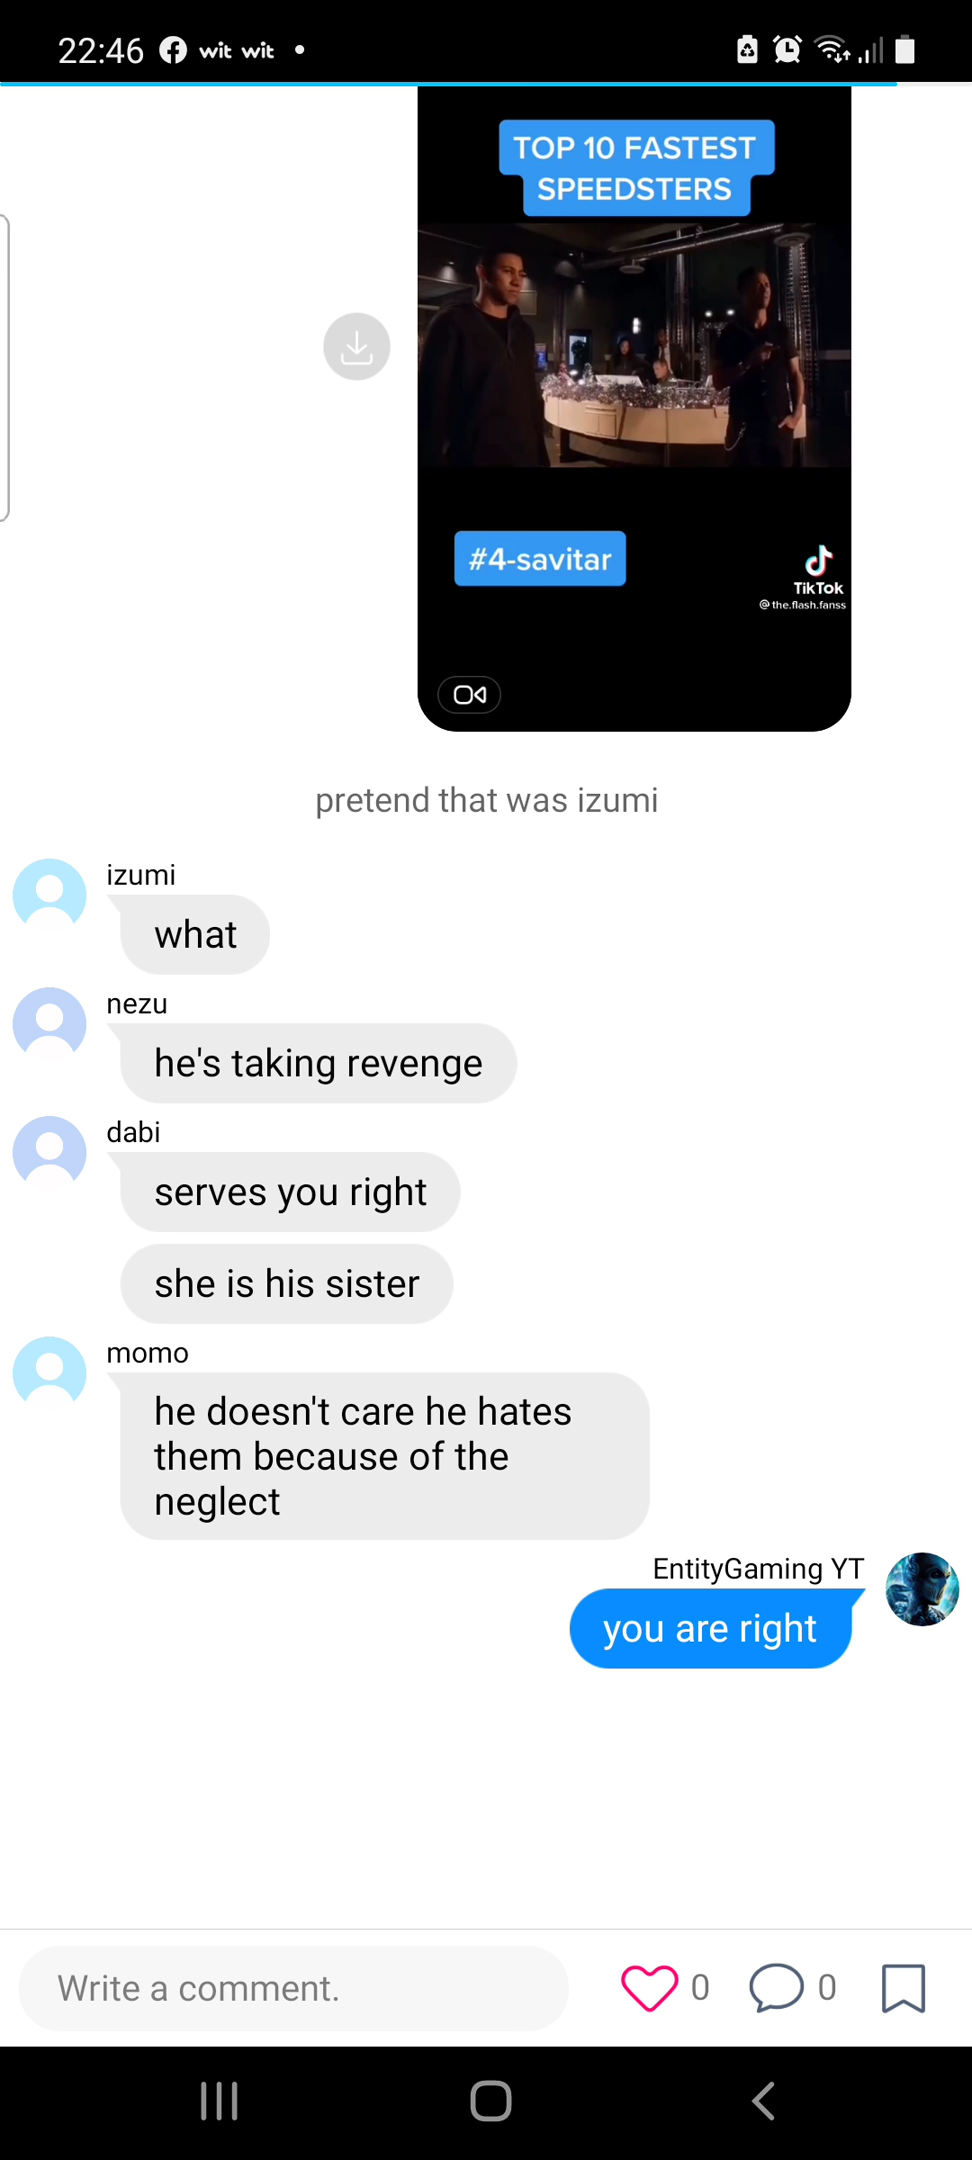 22:46 wit wit
TOP 10 FASTEST
SPEEDSTERS
#4-savitar
TikTok
@the.flash.fanss
pretend that was izumi
izumi
what
nezu
he's taking revenge
dabi
serves you right
she is his sister
momo
he doesn't care he hates
them because of the
neglect
EntityGaming YT
you are right
Write a comment.
0
0